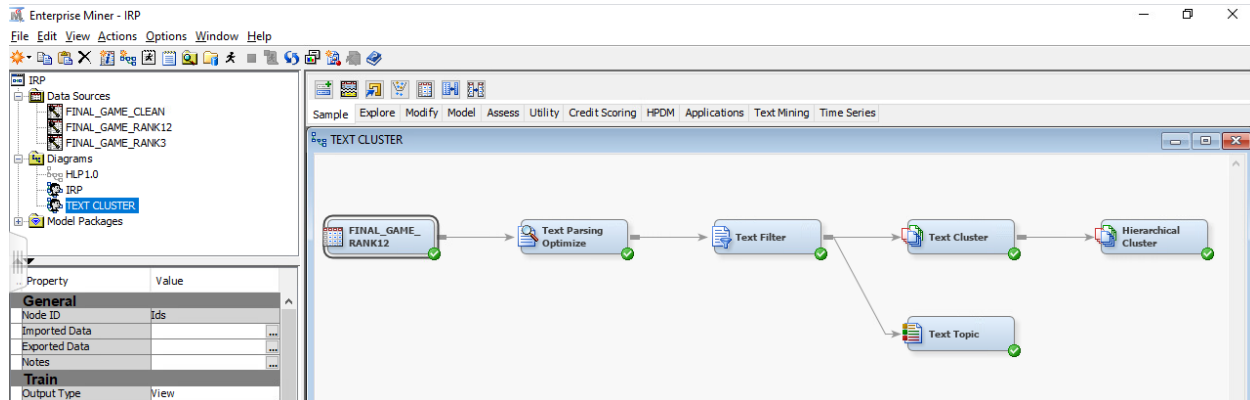 Enterprise Miner - IRP
File Edit View Actions Options Window Help
IRP
Data Sources
FINAL_GAME_CLEAN
FINAL_GAME_RANK12
FINAL_GAME_RANK3
Diagrams
HLP1.0
IRP
TEXT CLUSTER
Model Packages
.. Property Value
General
Node ID Ids
Imported Data ...
Exported Data ...
Notes ...
Train
Output Type View
Sample Explore Modify Model Assess Utility Credit Scoring HPDM Applications Text Mining Time Series
TEXT CLUSTER
FINAL_GAME_
RANK12
Text Parsing
Optimize
Text Filter
Text Cluster
Hierarchical
Cluster
Text Topic